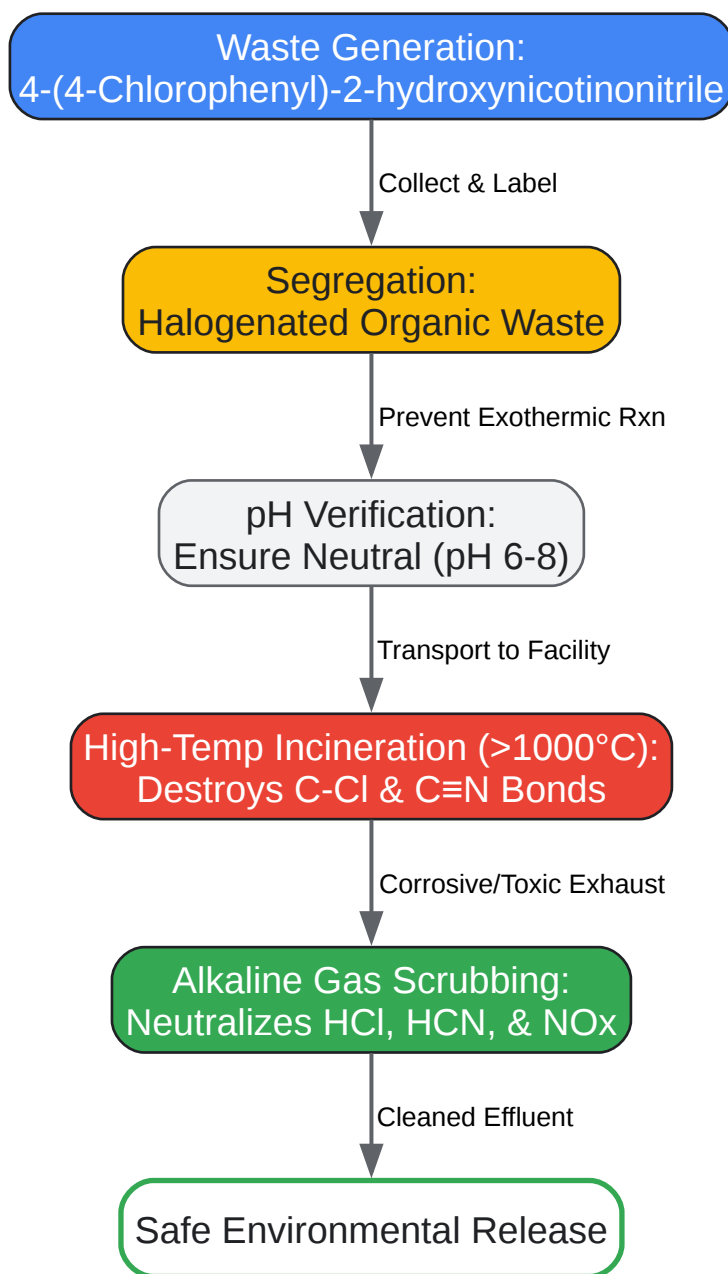 Waste Generation:
4-(4-Chlorophenyl)-2-hydroxynicotinonitrile
Collect & Label
Segregation:
Halogenated Organic Waste
Prevent Exothermic Rxn
pH Verification:
Ensure Neutral (pH 6-8)
Transport to Facility
High-Temp Incineration (>1000°C):
Destroys C-Cl & C≡N Bonds
Corrosive/Toxic Exhaust
Alkaline Gas Scrubbing:
Neutralizes HCl, HCN, & NOx
Cleaned Effluent
Safe Environmental Release